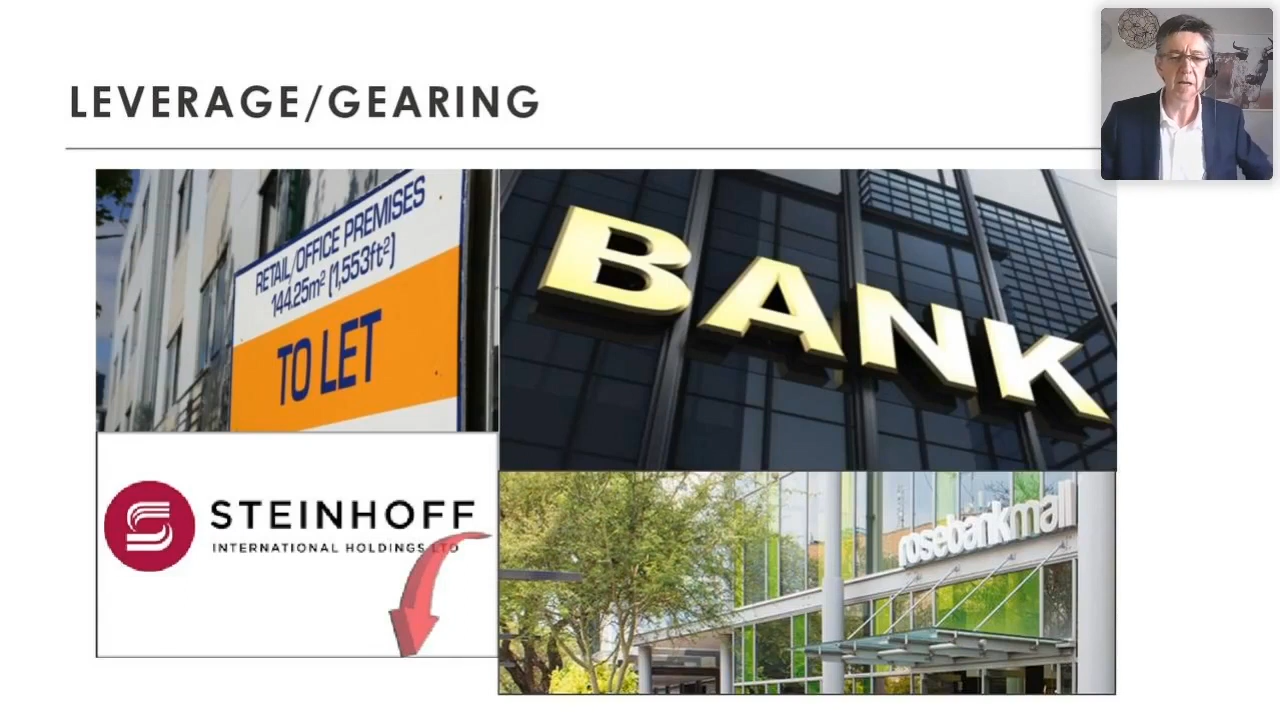 LEVERAGE/GEARING
RETAIL/OFFICE PREMISES
144.25m² (1,553ft²)
TO LET
BANK
STEINHOFF
INTERNATIONAL HOLDINGS LTD
rosebankmall